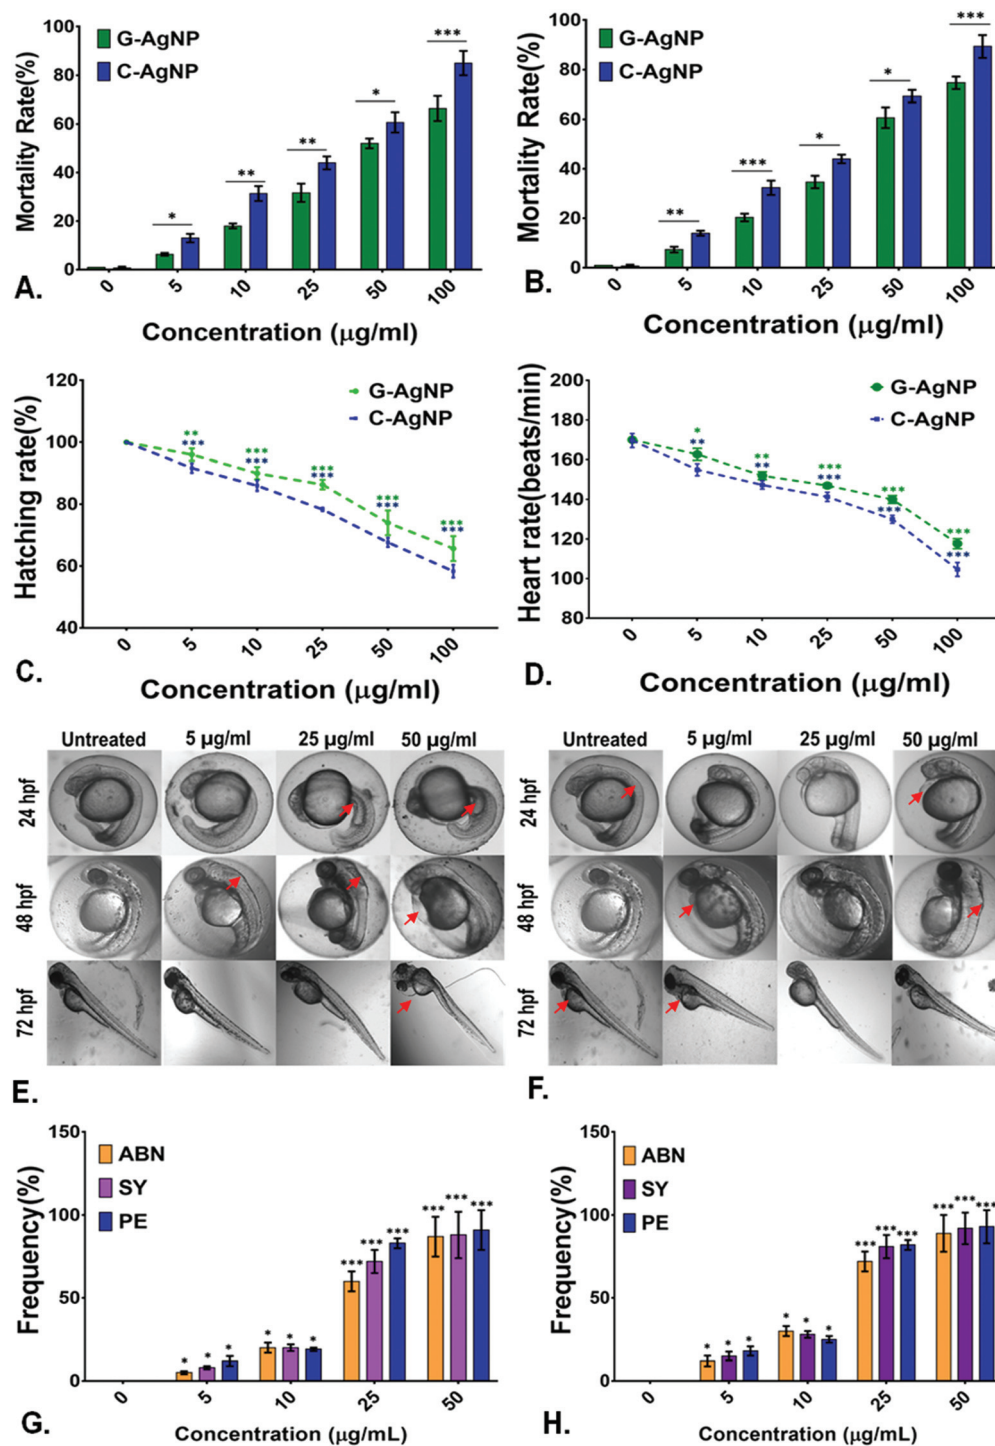 100
80
60
40
20
0
Mortality Rate(%)
G-AgNP
C-AgNP
*
**
**
*
***
0
5
10
25
50
100
A.
Concentration (μg/ml)
100
80
60
40
20
0
Mortality Rate(%)
G-AgNP
C-AgNP
**
***
*
*
***
0
5
10
25
50
100
B.
Concentration (μg/ml)
120
100
80
60
40
Hatching rate(%)
G-AgNP
C-AgNP
**
***
***
***
***
***
***
***
***
***
0
5
10
25
50
100
C.
Concentration (μg/ml)
200
180
160
140
120
100
80
Heart rate(beats/min)
G-AgNP
C-AgNP
*
**
**
**
***
***
***
***
***
***
0
5
10
25
50
100
D.
Concentration (μg/ml)
Untreated 5 μg/ml 25 μg/ml 50 μg/ml
24 hpf
48 hpf
72 hpf
E.
Untreated 5 μg/ml 25 μg/ml 50 μg/ml
24 hpf
48 hpf
72 hpf
F.
150
100
50
0
Frequency(%)
ABN
SY
PE
* * *
* * *
*** *** ***
*** *** ***
0
5
10
25
50
G.
Concentration (μg/mL)
150
100
50
0
Frequency(%)
ABN
SY
PE
* * *
* * *
*** *** ***
*** *** ***
0
5
10
25
50
H.
Concentration (μg/mL)